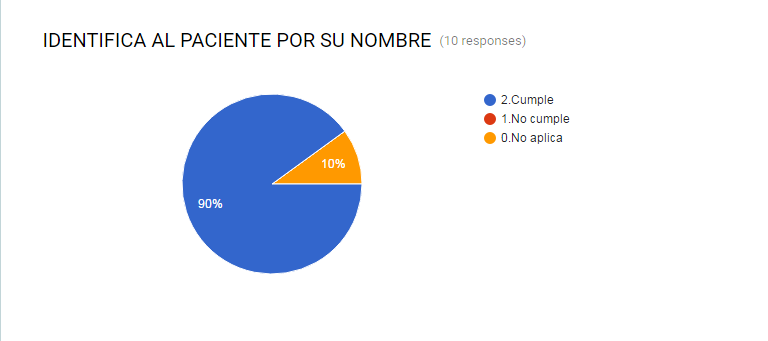 IDENTIFICA AL PACIENTE POR SU NOMBRE (10 responses)
2.Cumple
1.No cumple
0.No aplica
10%
90%